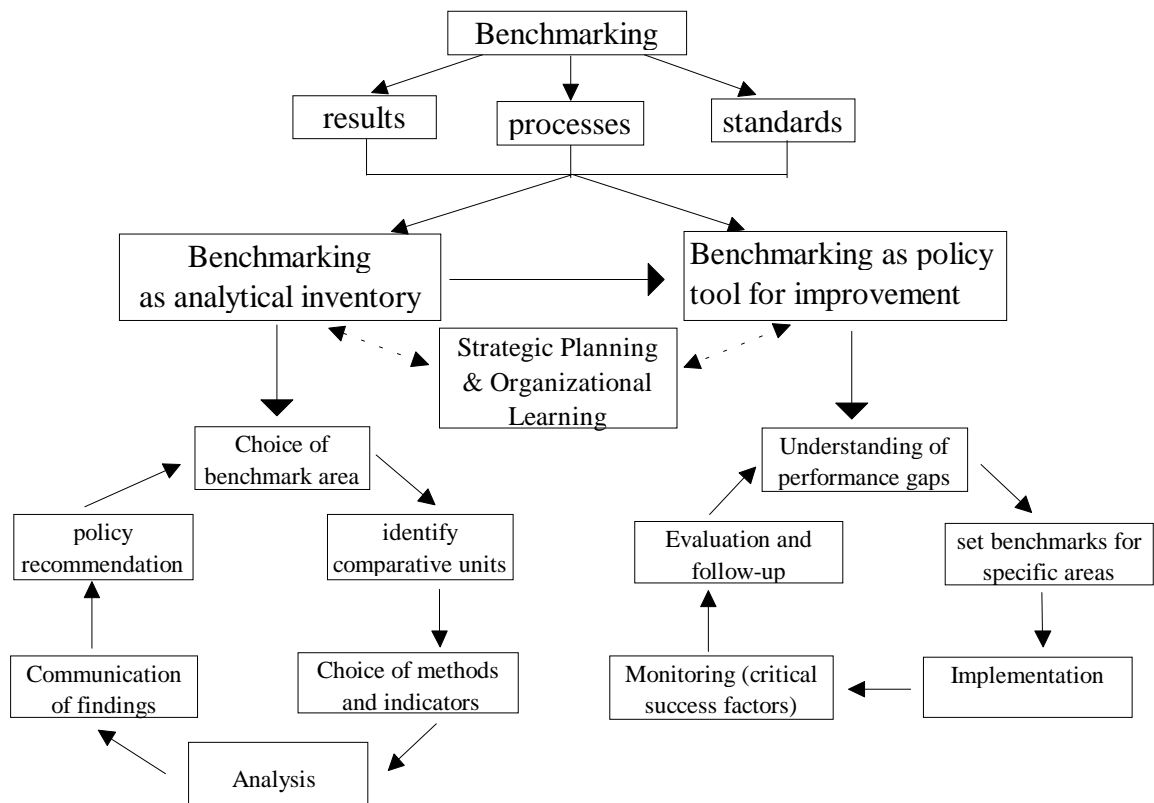 Benchmarking
results
processes
standards
Benchmarking
as analytical inventory
Benchmarking as policy
tool for improvement
Strategic Planning
& Organizational
Learning
Choice of
benchmark area
Understanding of
performance gaps
policy
recommendation
identify
comparative units
Evaluation and
follow-up
set benchmarks for
specific areas
Communication
of findings
Choice of methods
and indicators
Monitoring (critical
success factors)
Implementation
Analysis